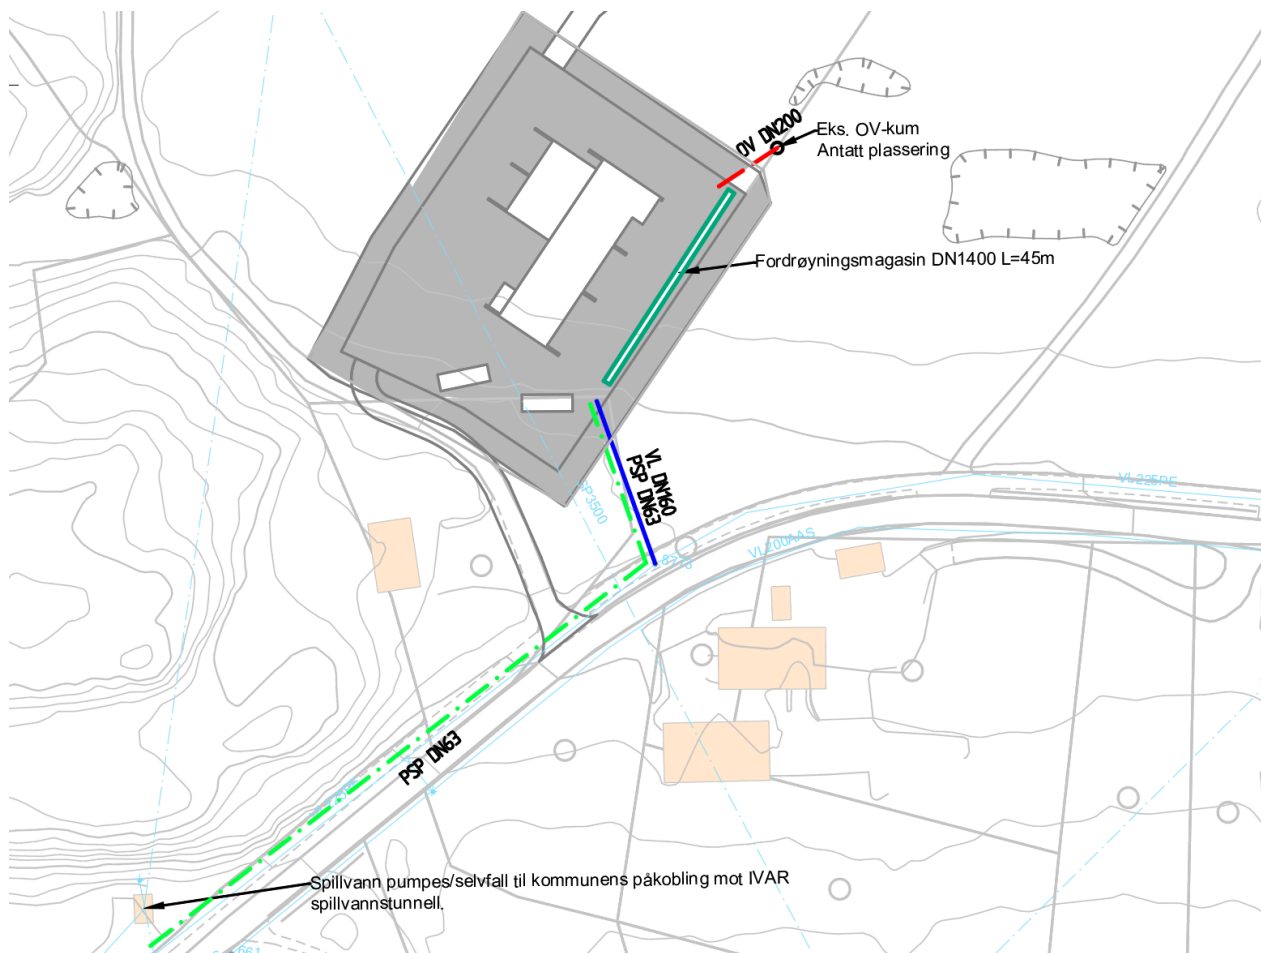 OV DN200
Eks. OV-kum
Antatt plassering
Fordrøyningsmagasin DN1400 L=45m
VL DN160
PSP DN63
SP3500
VL225PE
VL200AAS
PSP DN63
Spillvann pumpes/selvfall til kommunens påkobling mot IVAR
spillvannstunnell.